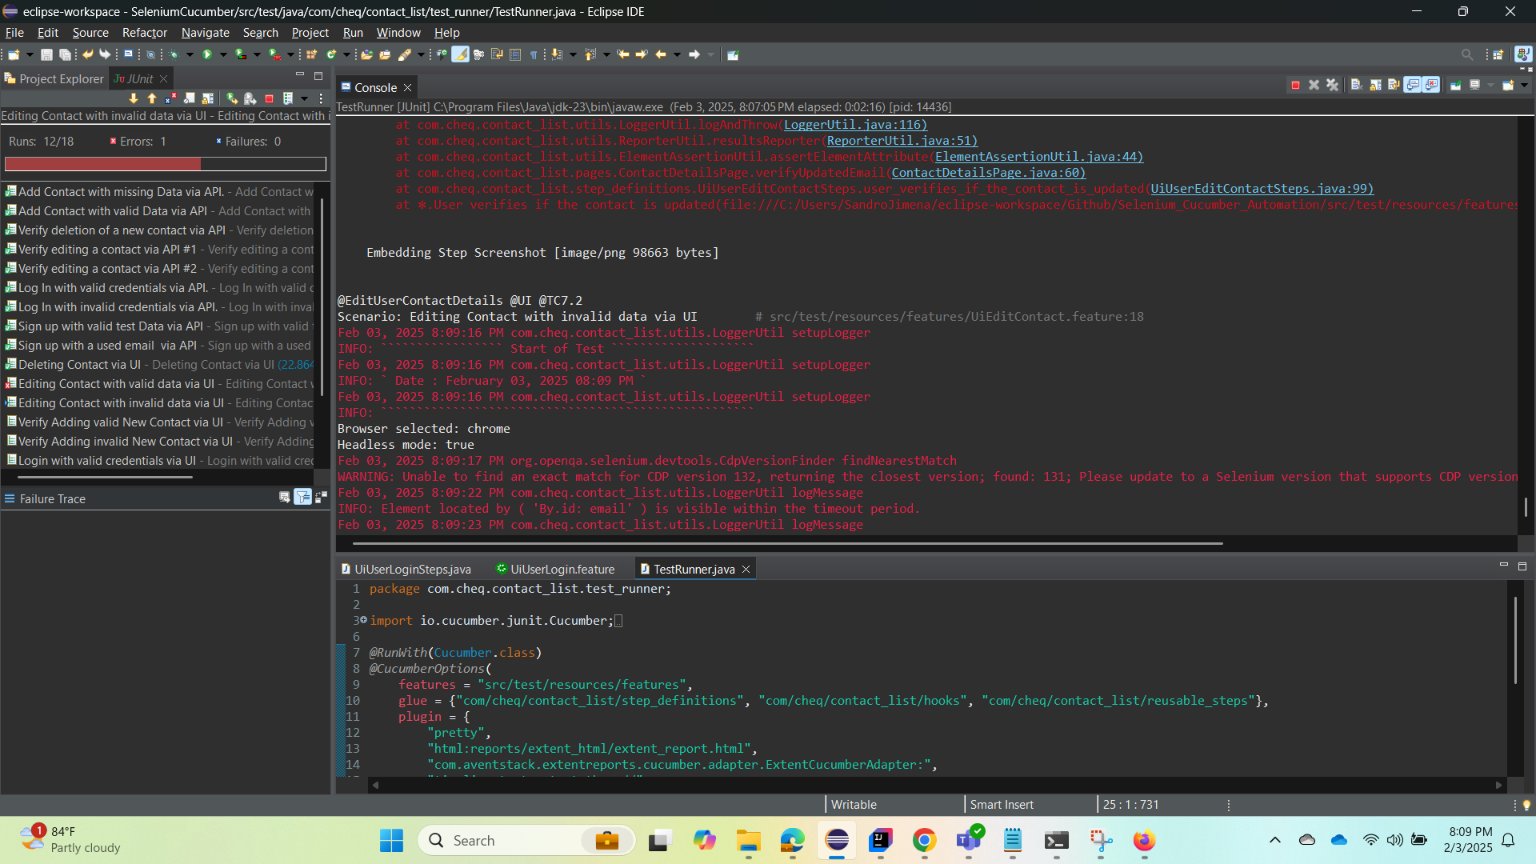 eclipse-workspace - SeleniumCucumber/src/test/java/com/cheq/contact_list/test_runner/TestRunner.java - Eclipse IDE
File Edit Source Refactor Navigate Search Project Run Window Help
Project Explorer JUnit
Editing Contact with invalid data via UI - Editing Contact with i
Runs: 12/18 Errors: 1 Failures: 0
Add Contact with missing Data via API. - Add Contact w
Add Contact with valid Data via API - Add Contact with
Verify deletion of a new contact via API - Verify deletion
Verify editing a contact via API #1 - Verify editing a cont
Verify editing a contact via API #2 - Verify editing a cont
Log In with valid credentials via API. - Log In with valid c
Log In with invalid credentials via API. - Log In with inva
Sign up with valid test Data via API - Sign up with valid
Sign up with a used email via API - Sign up with a used
Deleting Contact via UI - Deleting Contact via UI (22.864
Editing Contact with valid data via UI - Editing Contact v
Editing Contact with invalid data via UI - Editing Contac
Verify Adding valid New Contact via UI - Verify Adding v
Verify Adding invalid New Contact via UI - Verify Adding
Login with valid credentials via UI - Login with valid cre
Failure Trace
Console
TestRunner [JUnit] C:\Program Files\Java\jdk-23\bin\javaw.exe (Feb 3, 2025, 8:07:05 PM elapsed: 0:02:16) [pid: 14436]
at com.cheq.contact_list.utils.LoggerUtil.logAndThrow(LoggerUtil.java:116)
at com.cheq.contact_list.utils.ReporterUtil.resultsReporter(ReporterUtil.java:51)
at com.cheq.contact_list.utils.ElementAssertionUtil.assertElementAttribute(ElementAssertionUtil.java:44)
at com.cheq.contact_list.pages.ContactDetailsPage.verifyUpdatedEmail(ContactDetailsPage.java:60)
at com.cheq.contact_list.step_definitions.UiUserEditContactSteps.user_verifies_if_the_contact_is_updated(UiUserEditContactSteps.java:99)
at ✽.User verifies if the contact is updated(file:///C:/Users/SandroJimena/eclipse-workspace/Github/Selenium_Cucumber_Automation/src/test/resources/features
Embedding Step Screenshot [image/png 98663 bytes]
@EditUserContactDetails @UI @TC7.2
Scenario: Editing Contact with invalid data via UI # src/test/resources/features/UiEditContact.feature:18
Feb 03, 2025 8:09:16 PM com.cheq.contact_list.utils.LoggerUtil setupLogger
INFO: ````````````````` Start of Test ````````````````````
Feb 03, 2025 8:09:16 PM com.cheq.contact_list.utils.LoggerUtil setupLogger
INFO: ` Date : February 03, 2025 08:09 PM `
Feb 03, 2025 8:09:16 PM com.cheq.contact_list.utils.LoggerUtil setupLogger
INFO: ````````````````````````````````````````````````````
Browser selected: chrome
Headless mode: true
Feb 03, 2025 8:09:17 PM org.openqa.selenium.devtools.CdpVersionFinder findNearestMatch
WARNING: Unable to find an exact match for CDP version 132, returning the closest version; found: 131; Please update to a Selenium version that supports CDP version
Feb 03, 2025 8:09:22 PM com.cheq.contact_list.utils.LoggerUtil logMessage
INFO: Element located by ( 'By.id: email' ) is visible within the timeout period.
Feb 03, 2025 8:09:23 PM com.cheq.contact_list.utils.LoggerUtil logMessage
UiUserLoginSteps.java UiUserLogin.feature TestRunner.java
1 package com.cheq.contact_list.test_runner;
2
3 import io.cucumber.junit.Cucumber;
6
7 @RunWith(Cucumber.class)
8 @CucumberOptions(
9 features = "src/test/resources/features",
10 glue = {"com/cheq/contact_list/step_definitions", "com/cheq/contact_list/hooks", "com/cheq/contact_list/reusable_steps"},
11 plugin = {
12 "pretty",
13 "html:reports/extent_html/extent_report.html",
14 "com.aventstack.extentreports.cucumber.adapter.ExtentCucumberAdapter:",
Writable Smart Insert 25 : 1 : 731
1 84°F
Partly cloudy
Search
8:09 PM
2/3/2025